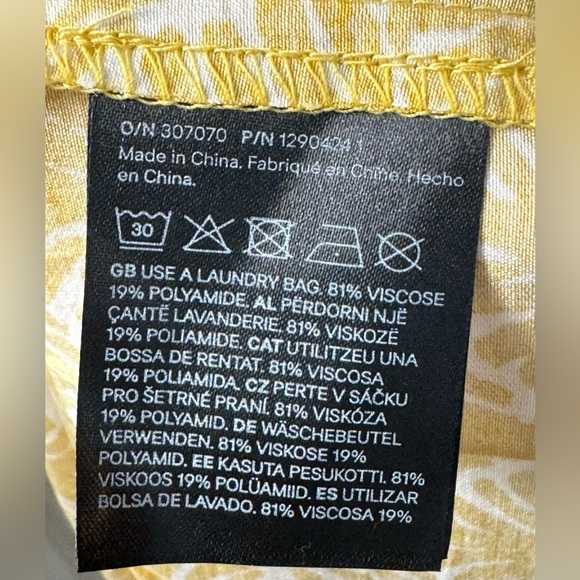 O/N 307070 P/N 1290424 1
Made in China. Fabriqué en Chine. Hecho
en China.
30
GB USE A LAUNDRY BAG. 81% VISCOSE
19% POLYAMIDE. AL PËRDORNI NJË
ÇANTË LAVANDERIE. 81% VISKOZË
19% POLIAMIDE. CAT UTILITZEU UNA
BOSSA DE RENTAT. 81% VISCOSA
19% POLIAMIDA. CZ PERTE V SÁČKU
PRO ŠETRNÉ PRANÍ. 81% VISKÓZA
19% POLYAMID. DE WÄSCHEBEUTEL
VERWENDEN. 81% VISKOSE 19%
POLYAMID. EE KASUTA PESUKOTTI. 81%
VISKOOS 19% POLÜAMIID. ES UTILIZAR
BOLSA DE LAVADO. 81% VISCOSA 19%